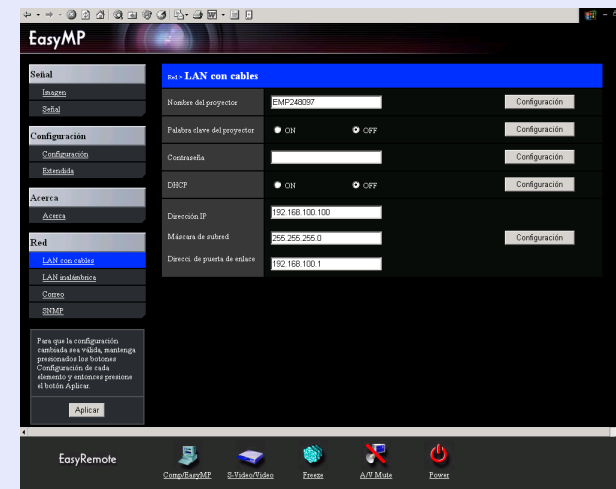 EasyMP
Señal
Imagen
Señal
Configuración
Configuración
Extendida
Acerca
Acerca
Red
LAN con cables
LAN inalámbrica
Correo
SNMP
Para que la configuración
cambiada sea válida, mantenga
presionados los botones
Configuración de cada
elemento y entonces presione
el botón Aplicar.
Aplicar
Red > LAN con cables
Nombre del proyector EMP248097 Configuración
Palabra clave del proyector ON OFF Configuración
Contraseña Configuración
DHCP ON OFF Configuración
Dirección IP 192.168.100.100
Máscara de subred 255.255.255.0 Configuración
Direcci. de puerta de enlace 192.168.100.1
EasyRemote
Comp/EasyMP S-Video/Video Freeze A/V Mute Power